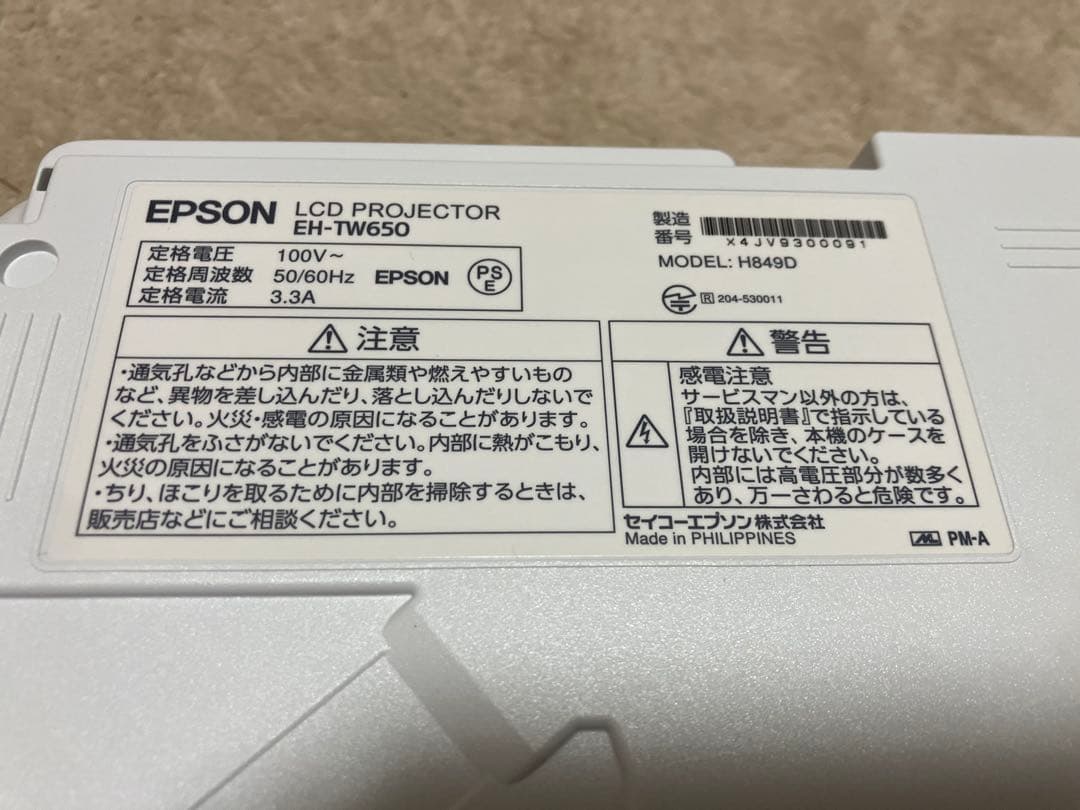 EPSON LCD PROJECTOR
EH-TW650
定格電圧 100V～
定格周波数 50/60Hz
定格電流 3.3A
EPSON
PS
E
製造
番号
X4JV9300091
MODEL: H849D
R 204-530011
注意
・通気孔などから内部に金属類や燃えやすいもの
など、異物を差し込んだり、落とし込んだりしないで
ください。火災・感電の原因になることがあります。
・通気孔をふさがないでください。内部に熱がこもり、
火災の原因になることがあります。
・ちり、ほこりを取るために内部を掃除するときは、
販売店などにご相談ください。
警告
感電注意
サービスマン以外の方は、
『取扱説明書』で指示している
場合を除き、本機のケースを
開けないでください。
内部には高電圧部分が数多く
あり、万一さわると危険です。
セイコーエプソン株式会社
Made in PHILIPPINES
PM-A